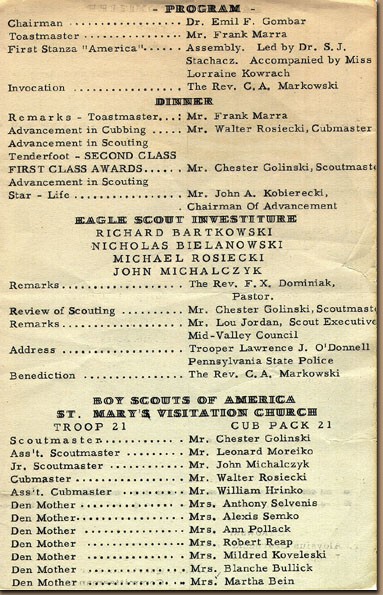 - PROGRAM -
Chairman .................. Dr. Emil F. Gombar
Toastmaster ............... Mr. Frank Marra
First Stanza "America"...... Assembly. Led by Dr. S.J.
Stachacz. Accompanied by Miss
Lorraine Kowrach
Invocation ................ The Rev. C.A. Markowski
DINNER
Remarks - Toastmaster...: Mr. Frank Marra
Advancement in Cubbing ..... Mr. Walter Rosiecki, Cubmaster
Advancement in Scouting
Tenderfoot - SECOND CLASS
FIRST CLASS AWARDS...... Mr. Chester Golinski, Scoutmaste
Advancement in Scouting
Star - Life ................. Mr. John A. Kobierecki,
. Chairman Of Advancement
EAGLE SCOUT INVESTITURE
RICHARD BARTKOWSKI
NICHOLAS BIELANOWSKI
MICHAEL ROSIECKI
JOHN MICHALCZYK
Remarks.................... The Rev. F.X. Dominiak,
Pastor.
Review of Scouting .......... Mr. Chester Golinski, Scoutmast
Remarks.................... Mr. Lou Jordan, Scout Executive
Mid-Valley Council
Address .................... Trooper Lawrence J. O'Donnell
Pennsylvania State Police
Benediction ................ The Rev. C.A. Markowski
BOY SCOUTS OF AMERICA
ST. MARY'S VISITATION CHURCH
TROOP 21 CUB PACK 21
Scoutmaster............... Mr. Chester Golinski
Ass't. Scoutmaster ......... Mr. Leonard Moreiko
Jr. Scoutmaster ............ Mr. John Michalczyk
Cubmaster ................. Mr. Walter Rosiecki
Ass't. Cubmaster .......... Mr. William Hrinko
Den Mother................ Mrs. Anthony Selvenis
Den Mother................ Mrs. Alexis Semko
Den Mother ............... Mrs. Ann Pollack
Den Mother ............... Mrs. Robert Reap
Den Mother ............... Mrs. Mildred Koveleski -
Den Mother ............... Mrs. Blanche Bullick
Den Mother ............... Mrs. Martha Bein